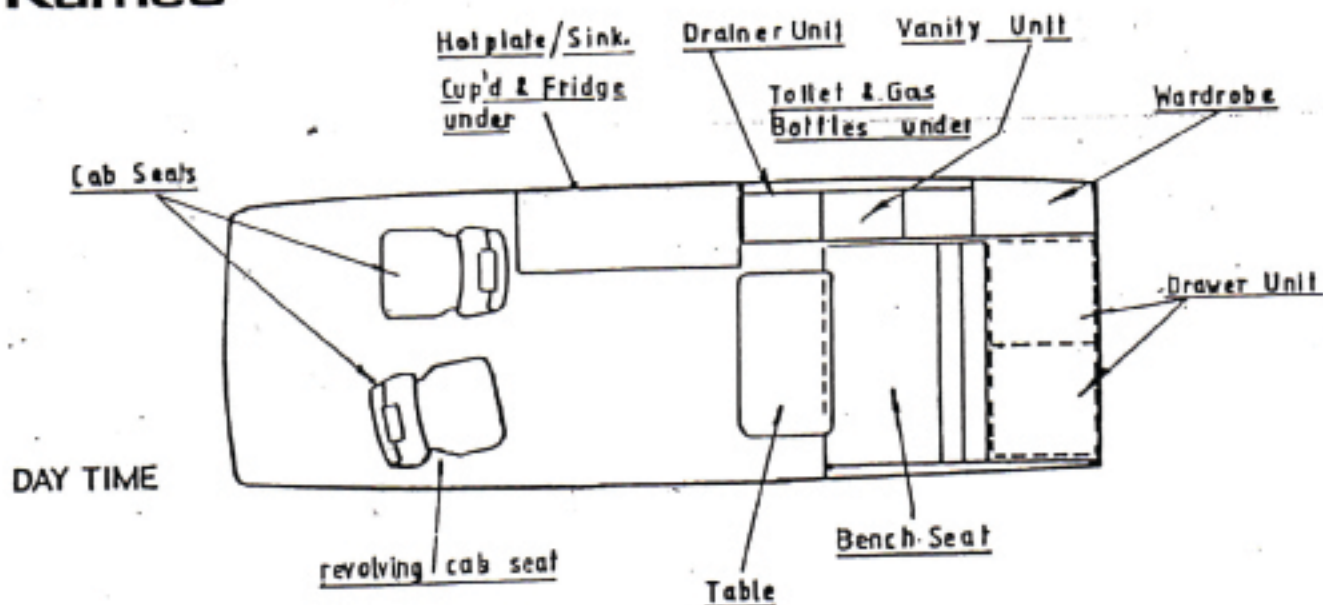 Hotplate/Sink.
Cup'd & Fridge
under
Drainer Unit
Vanity Unit
Toilet & Gas
Bottles under
Wardrobe
Cab Seats
Drawer Unit
DAY TIME
revolving cab seat
Table
Bench Seat